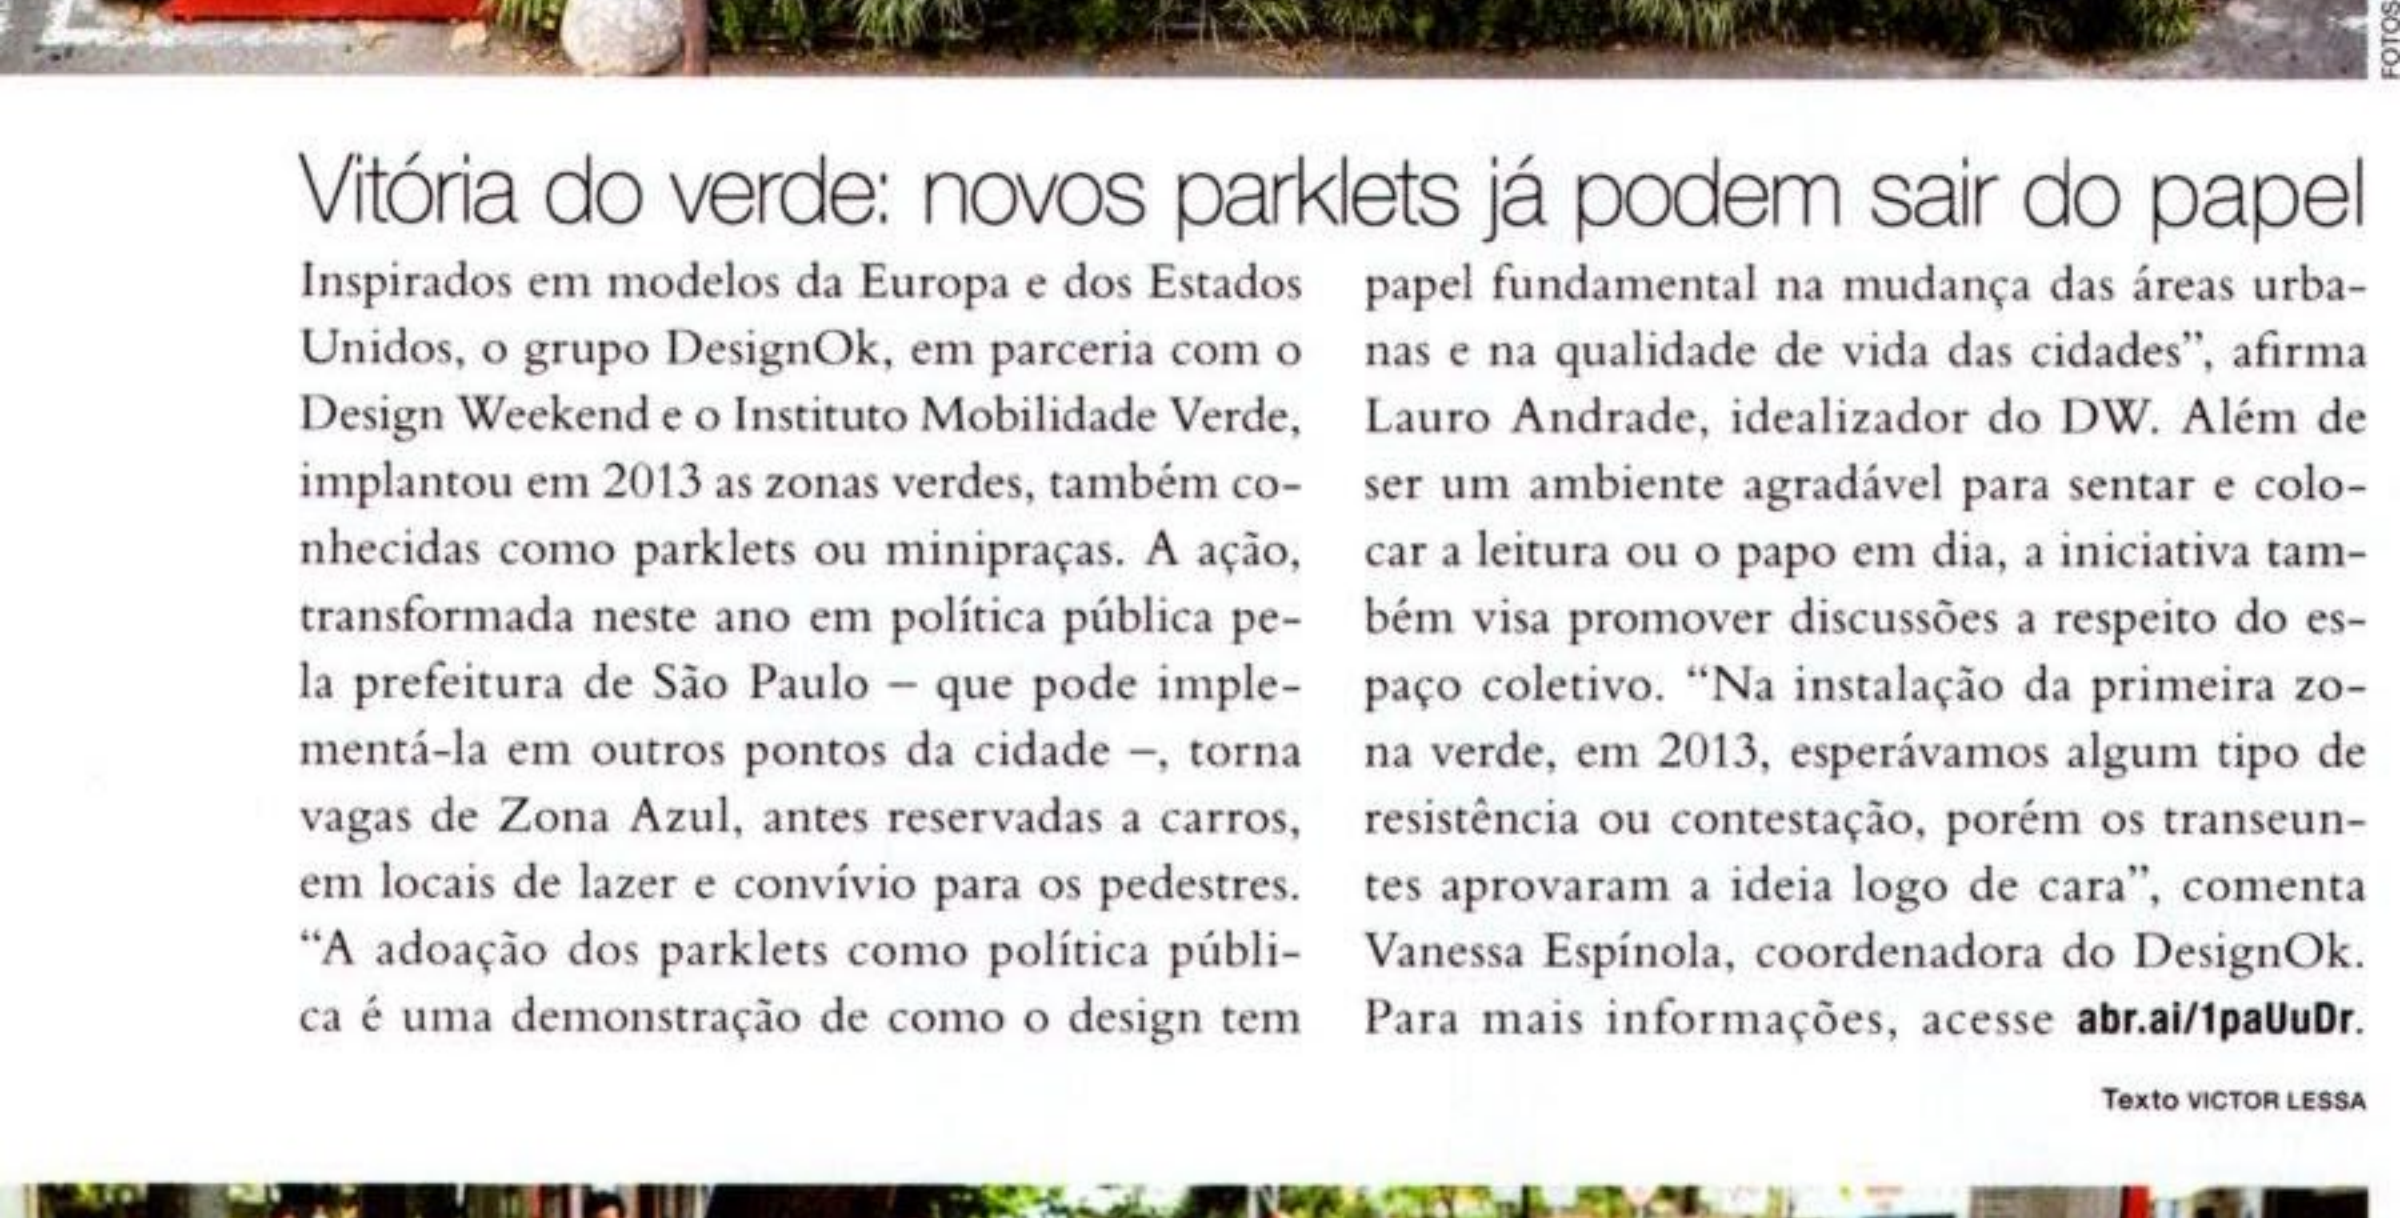 FOTOS
Vitória do verde: novos parklets já podem sair do papel
Inspirados em modelos da Europa e dos Estados
Unidos, o grupo DesignOk, em parceria com o
Design Weekend e o Instituto Mobilidade Verde,
implantou em 2013 as zonas verdes, também co-
nhecidas como parklets ou minipraças. A ação,
transformada neste ano em política pública pe-
la prefeitura de São Paulo – que pode imple-
mentá-la em outros pontos da cidade –, torna
vagas de Zona Azul, antes reservadas a carros,
em locais de lazer e convívio para os pedestres.
“A adoação dos parklets como política públi-
ca é uma demonstração de como o design tem
papel fundamental na mudança das áreas urba-
nas e na qualidade de vida das cidades”, afirma
Lauro Andrade, idealizador do DW. Além de
ser um ambiente agradável para sentar e colo-
car a leitura ou o papo em dia, a iniciativa tam-
bém visa promover discussões a respeito do es-
paço coletivo. “Na instalação da primeira zo-
na verde, em 2013, esperávamos algum tipo de
resistência ou contestação, porém os transeun-
tes aprovaram a ideia logo de cara”, comenta
Vanessa Espínola, coordenadora do DesignOk.
Para mais informações, acesse abr.ai/1paUuDr.
Texto VICTOR LESSA